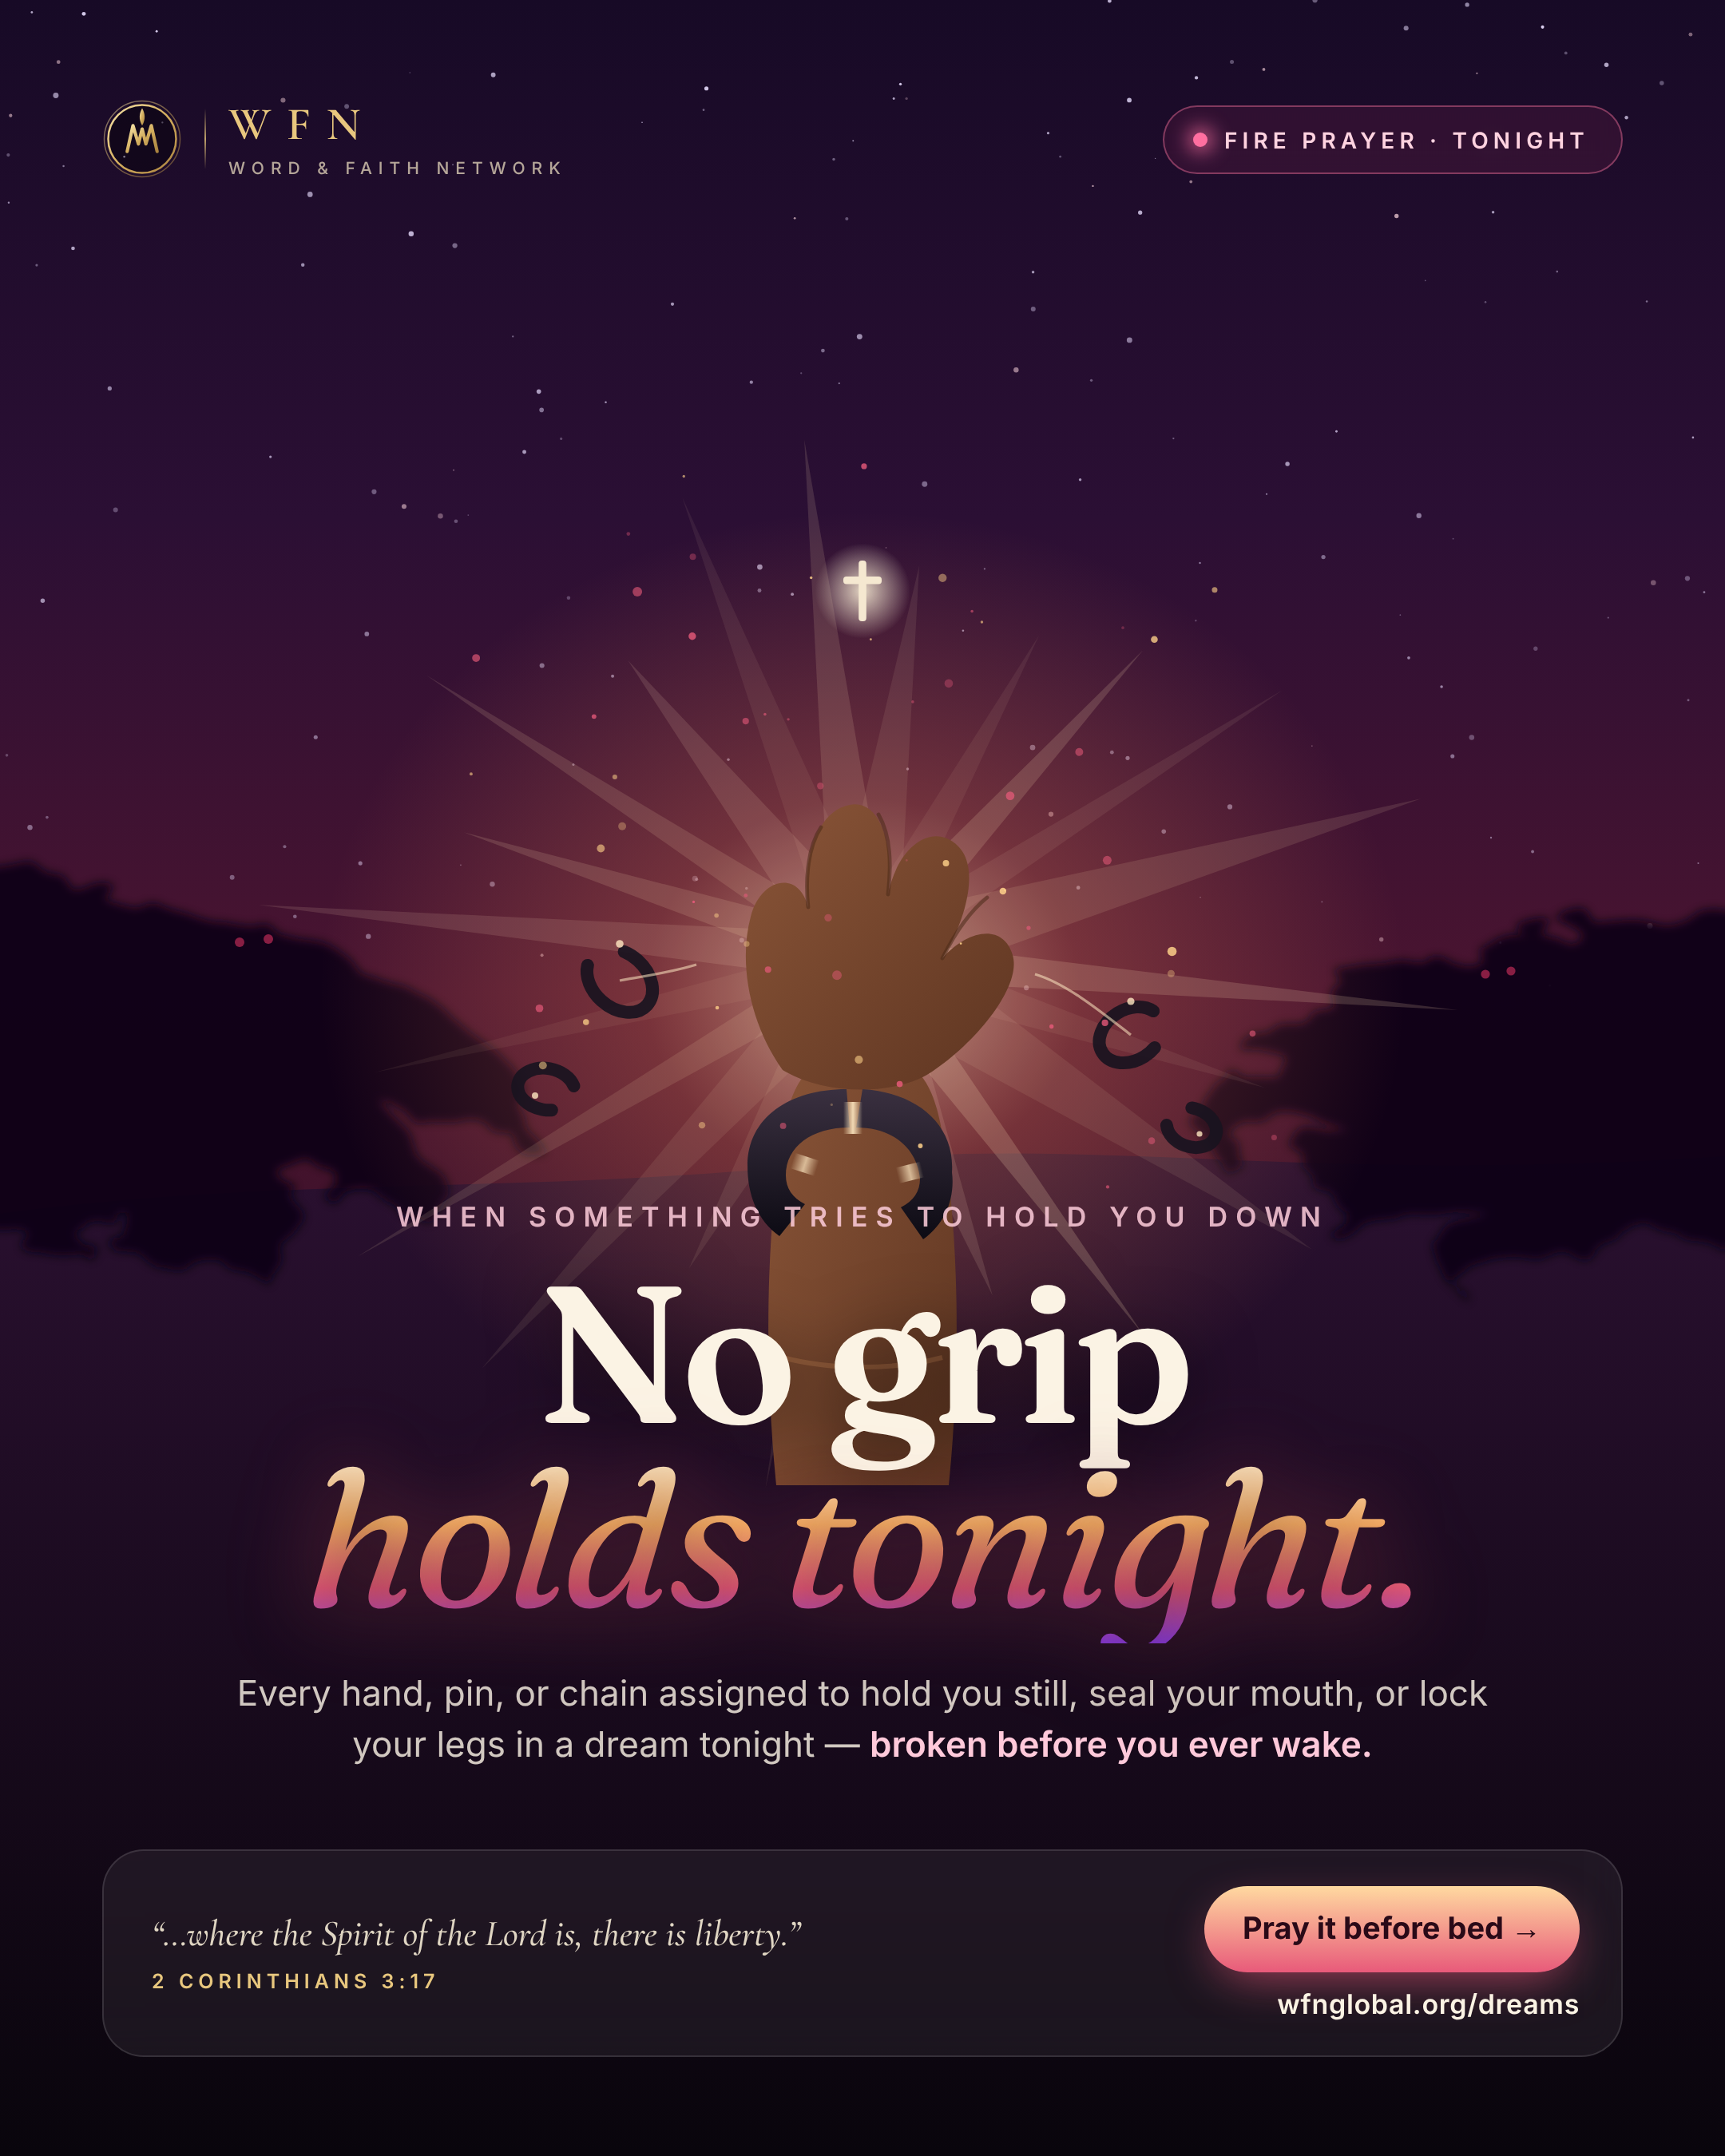 WFN
WORD & FAITH NETWORK
FIRE PRAYER · TONIGHT
WHEN SOMETHING TRIES TO HOLD YOU DOWN
No grip
holds tonight.
Every hand, pin, or chain assigned to hold you still, seal your mouth, or lock
your legs in a dream tonight — broken before you ever wake.
“…where the Spirit of the Lord is, there is liberty.”
2 CORINTHIANS 3:17
Pray it before bed →
wfnglobal.org/dreams